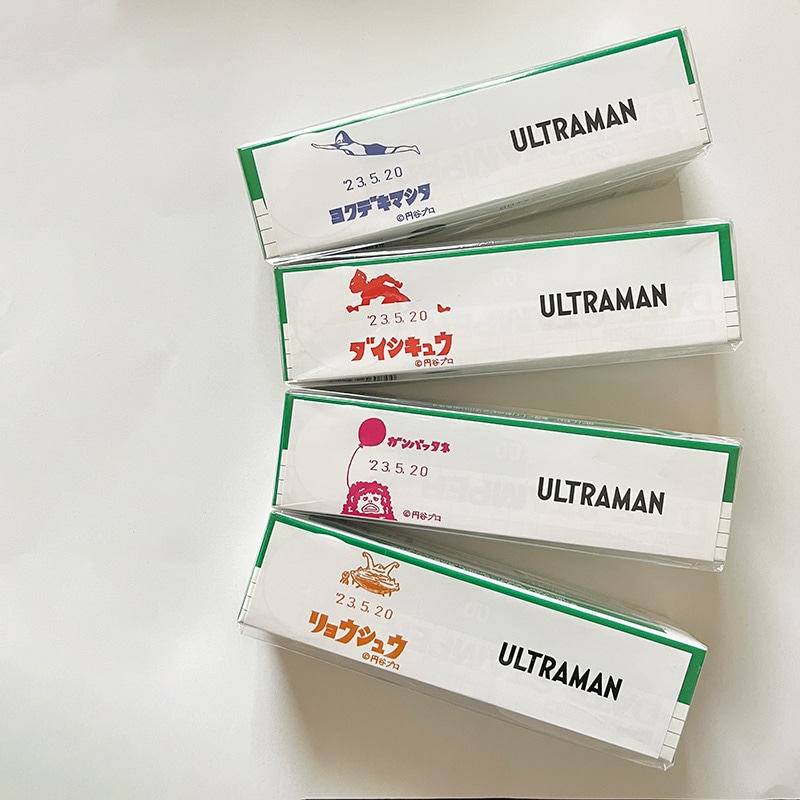 '23.5.20
ヨクデキマシタ
©円谷プロ
ULTRAMAN
'23.5.20
ダイシキュウ
©円谷プロ
ULTRAMAN
ガンバッタネ
'23.5.20
©円谷プロ
ULTRAMAN
'23.5.20
リョウシュウ
©円谷プロ
ULTRAMAN